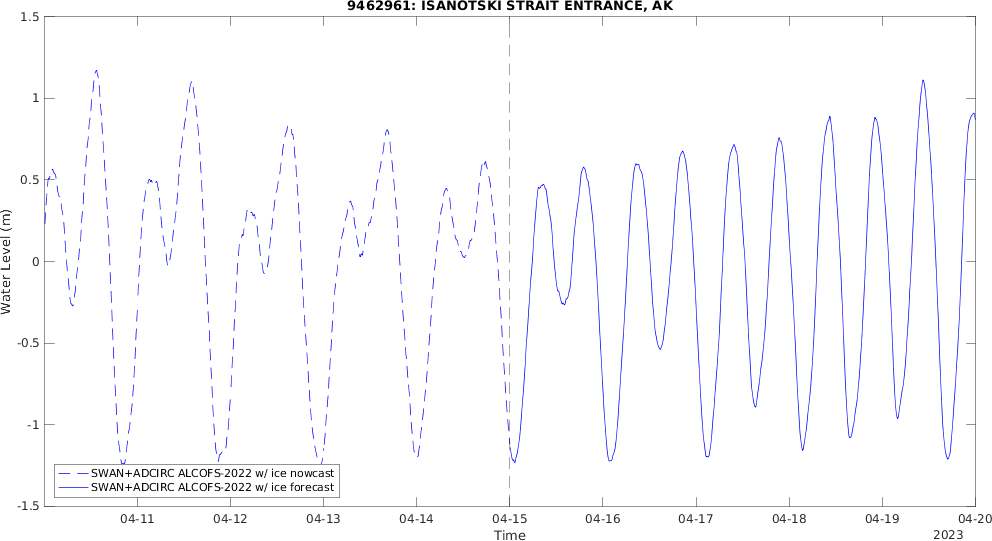 9462961: ISANOTSKI STRAIT ENTRANCE, AK
1.5
1
0.5
0
-0.5
-1
-1.5
Water Level (m)
SWAN+ADCIRC ALCOFS-2022 w/ ice nowcast
SWAN+ADCIRC ALCOFS-2022 w/ ice forecast
04-11 04-12 04-13 04-14 04-15 04-16 04-17 04-18 04-19 04-20
Time
2023